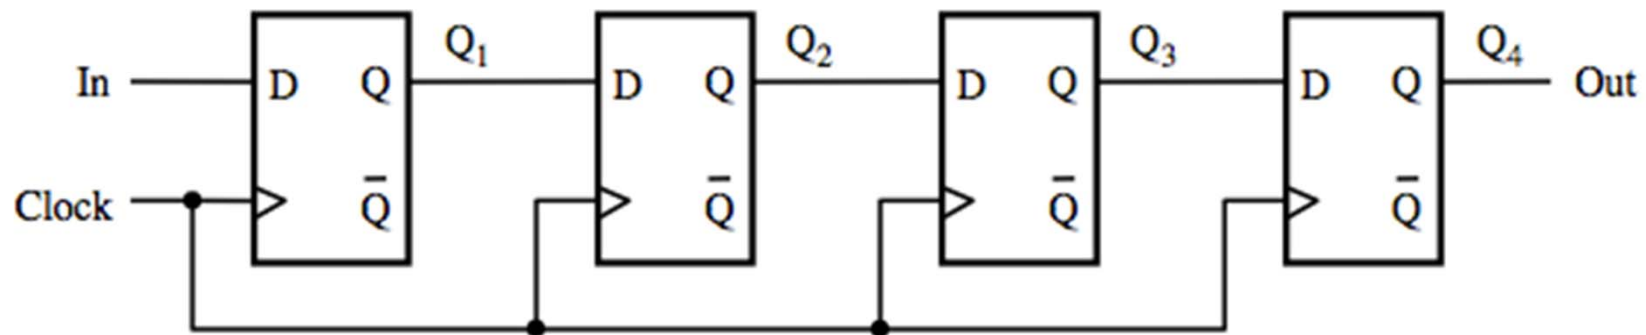 Q₁ Q₂ Q₃ Q₄
In D Q D Q D Q D Q Out
Clock Q̅ Q̅ Q̅ Q̅